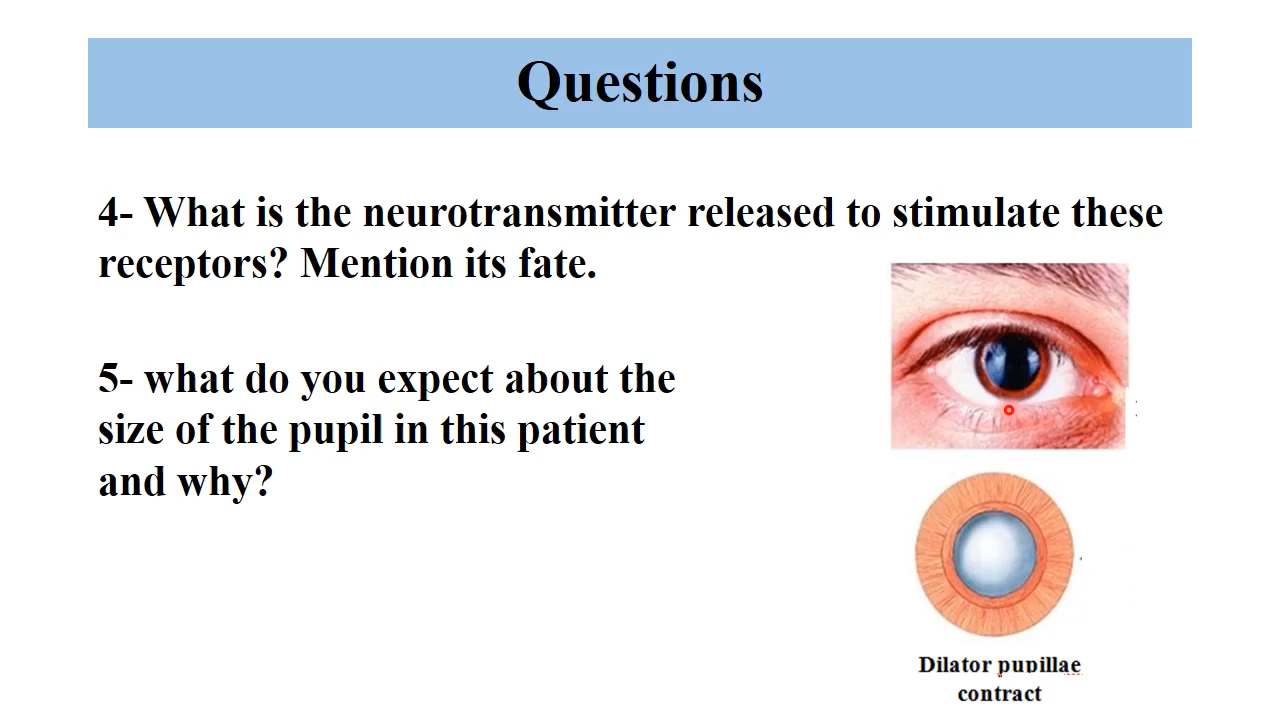 Questions
4- What is the neurotransmitter released to stimulate these
receptors? Mention its fate.
5- what do you expect about the
size of the pupil in this patient
and why?
Dilator pupillae
contract